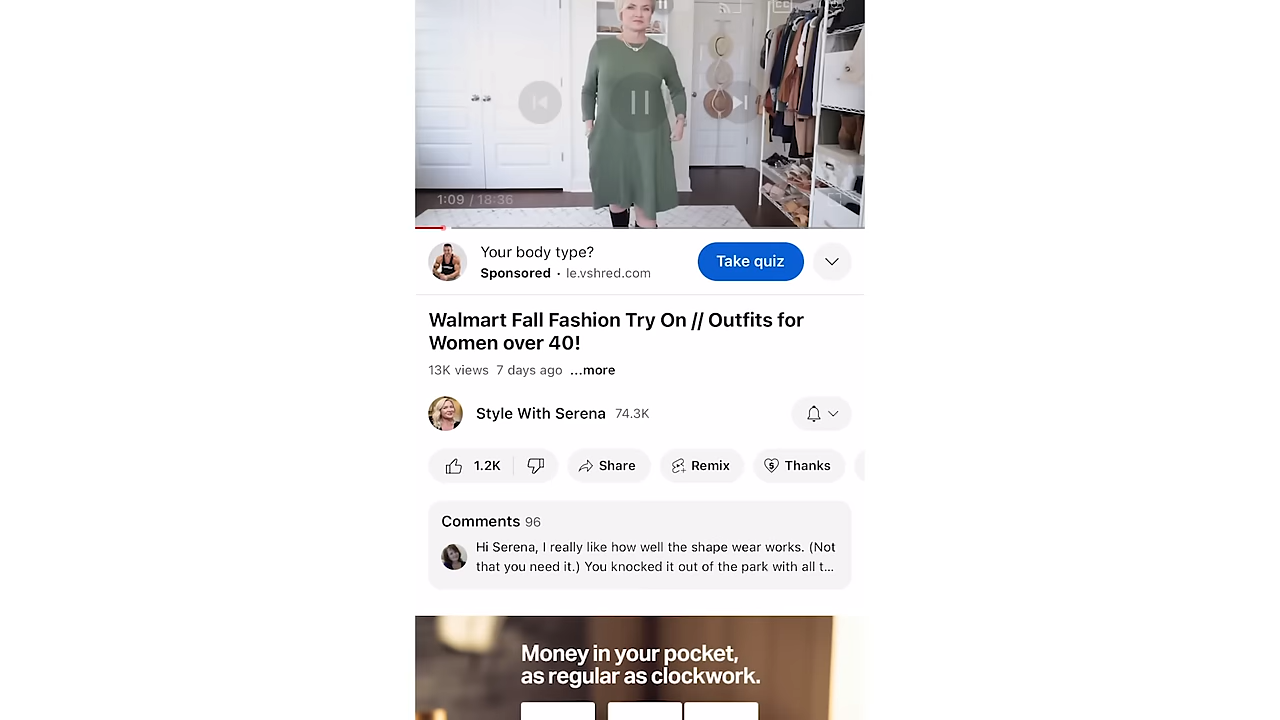 CC
1:09 / 18:36
Your body type?
Sponsored · le.vshred.com
Take quiz
Walmart Fall Fashion Try On // Outfits for
Women over 40!
13K views 7 days ago ...more
Style With Serena 74.3K
1.2K
Share
Remix
Thanks
Comments 96
Hi Serena, I really like how well the shape wear works. (Not
that you need it.) You knocked it out of the park with all t...
Money in your pocket,
as regular as clockwork.